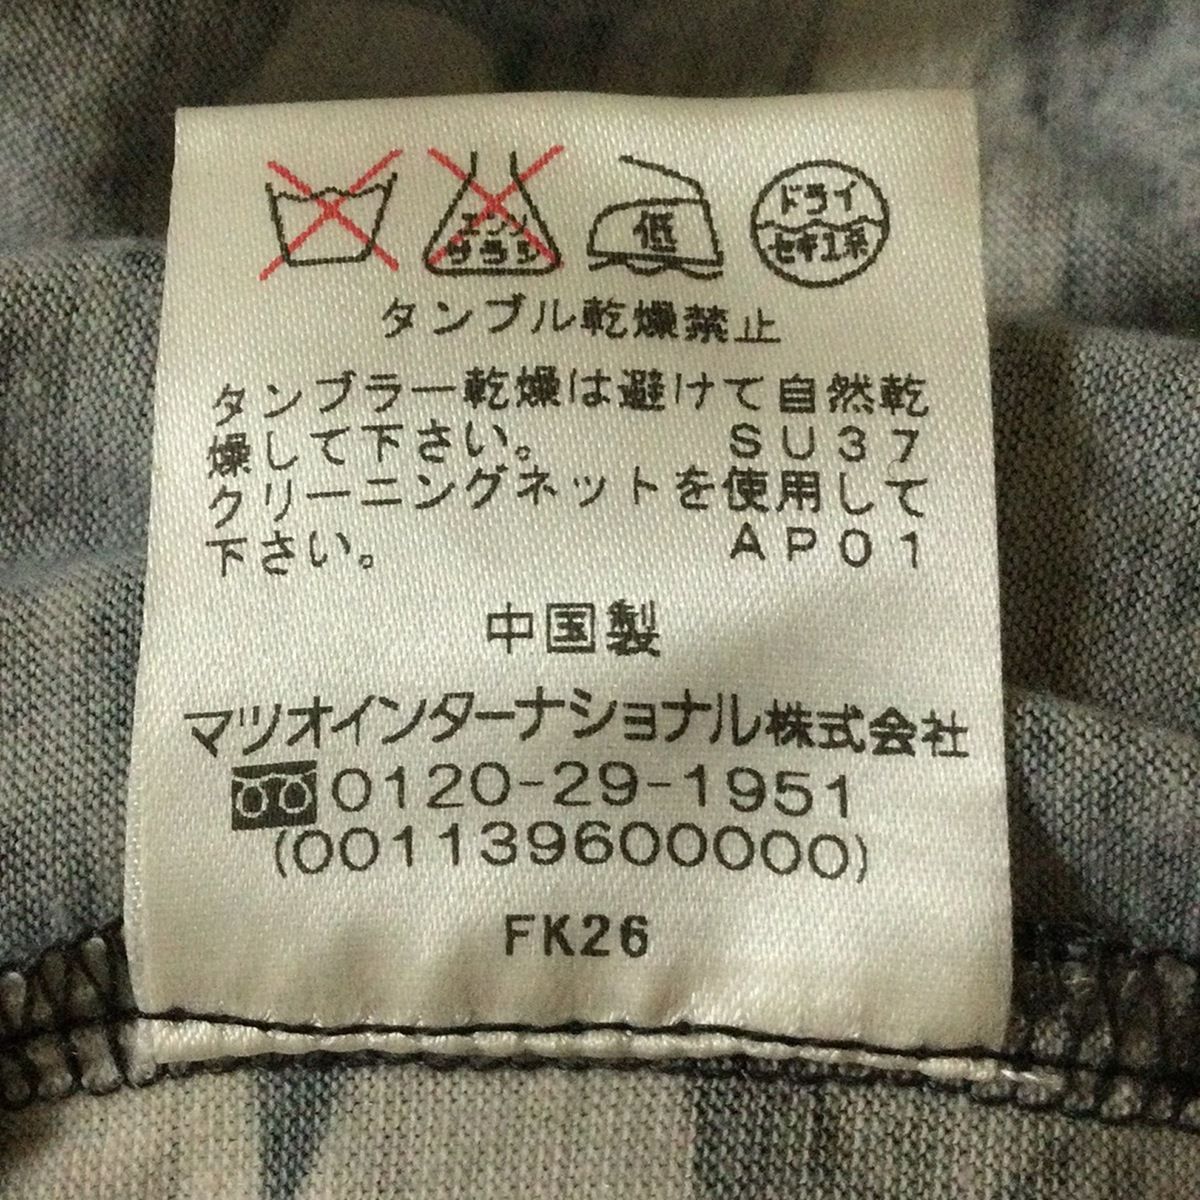 エンソ
サラシ
低
ドライ
セキユ系
タンブル乾燥禁止
タンブラー乾燥は避けて自然乾
燥して下さい。 SU37
クリーニングネットを使用して
下さい。 AP01
中国製
マツオインターナショナル株式会社
0120-29-1951
(001139600000)
FK26